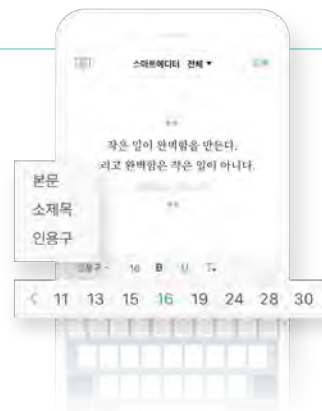 스마트에디터 전체 ▾
작은 일이 완벽함을 만든다.
리고 완벽함은 작은 일이 아니다.
본문
소제목
인용구
16 B U T
< 11 13 15 16 19 24 28 30